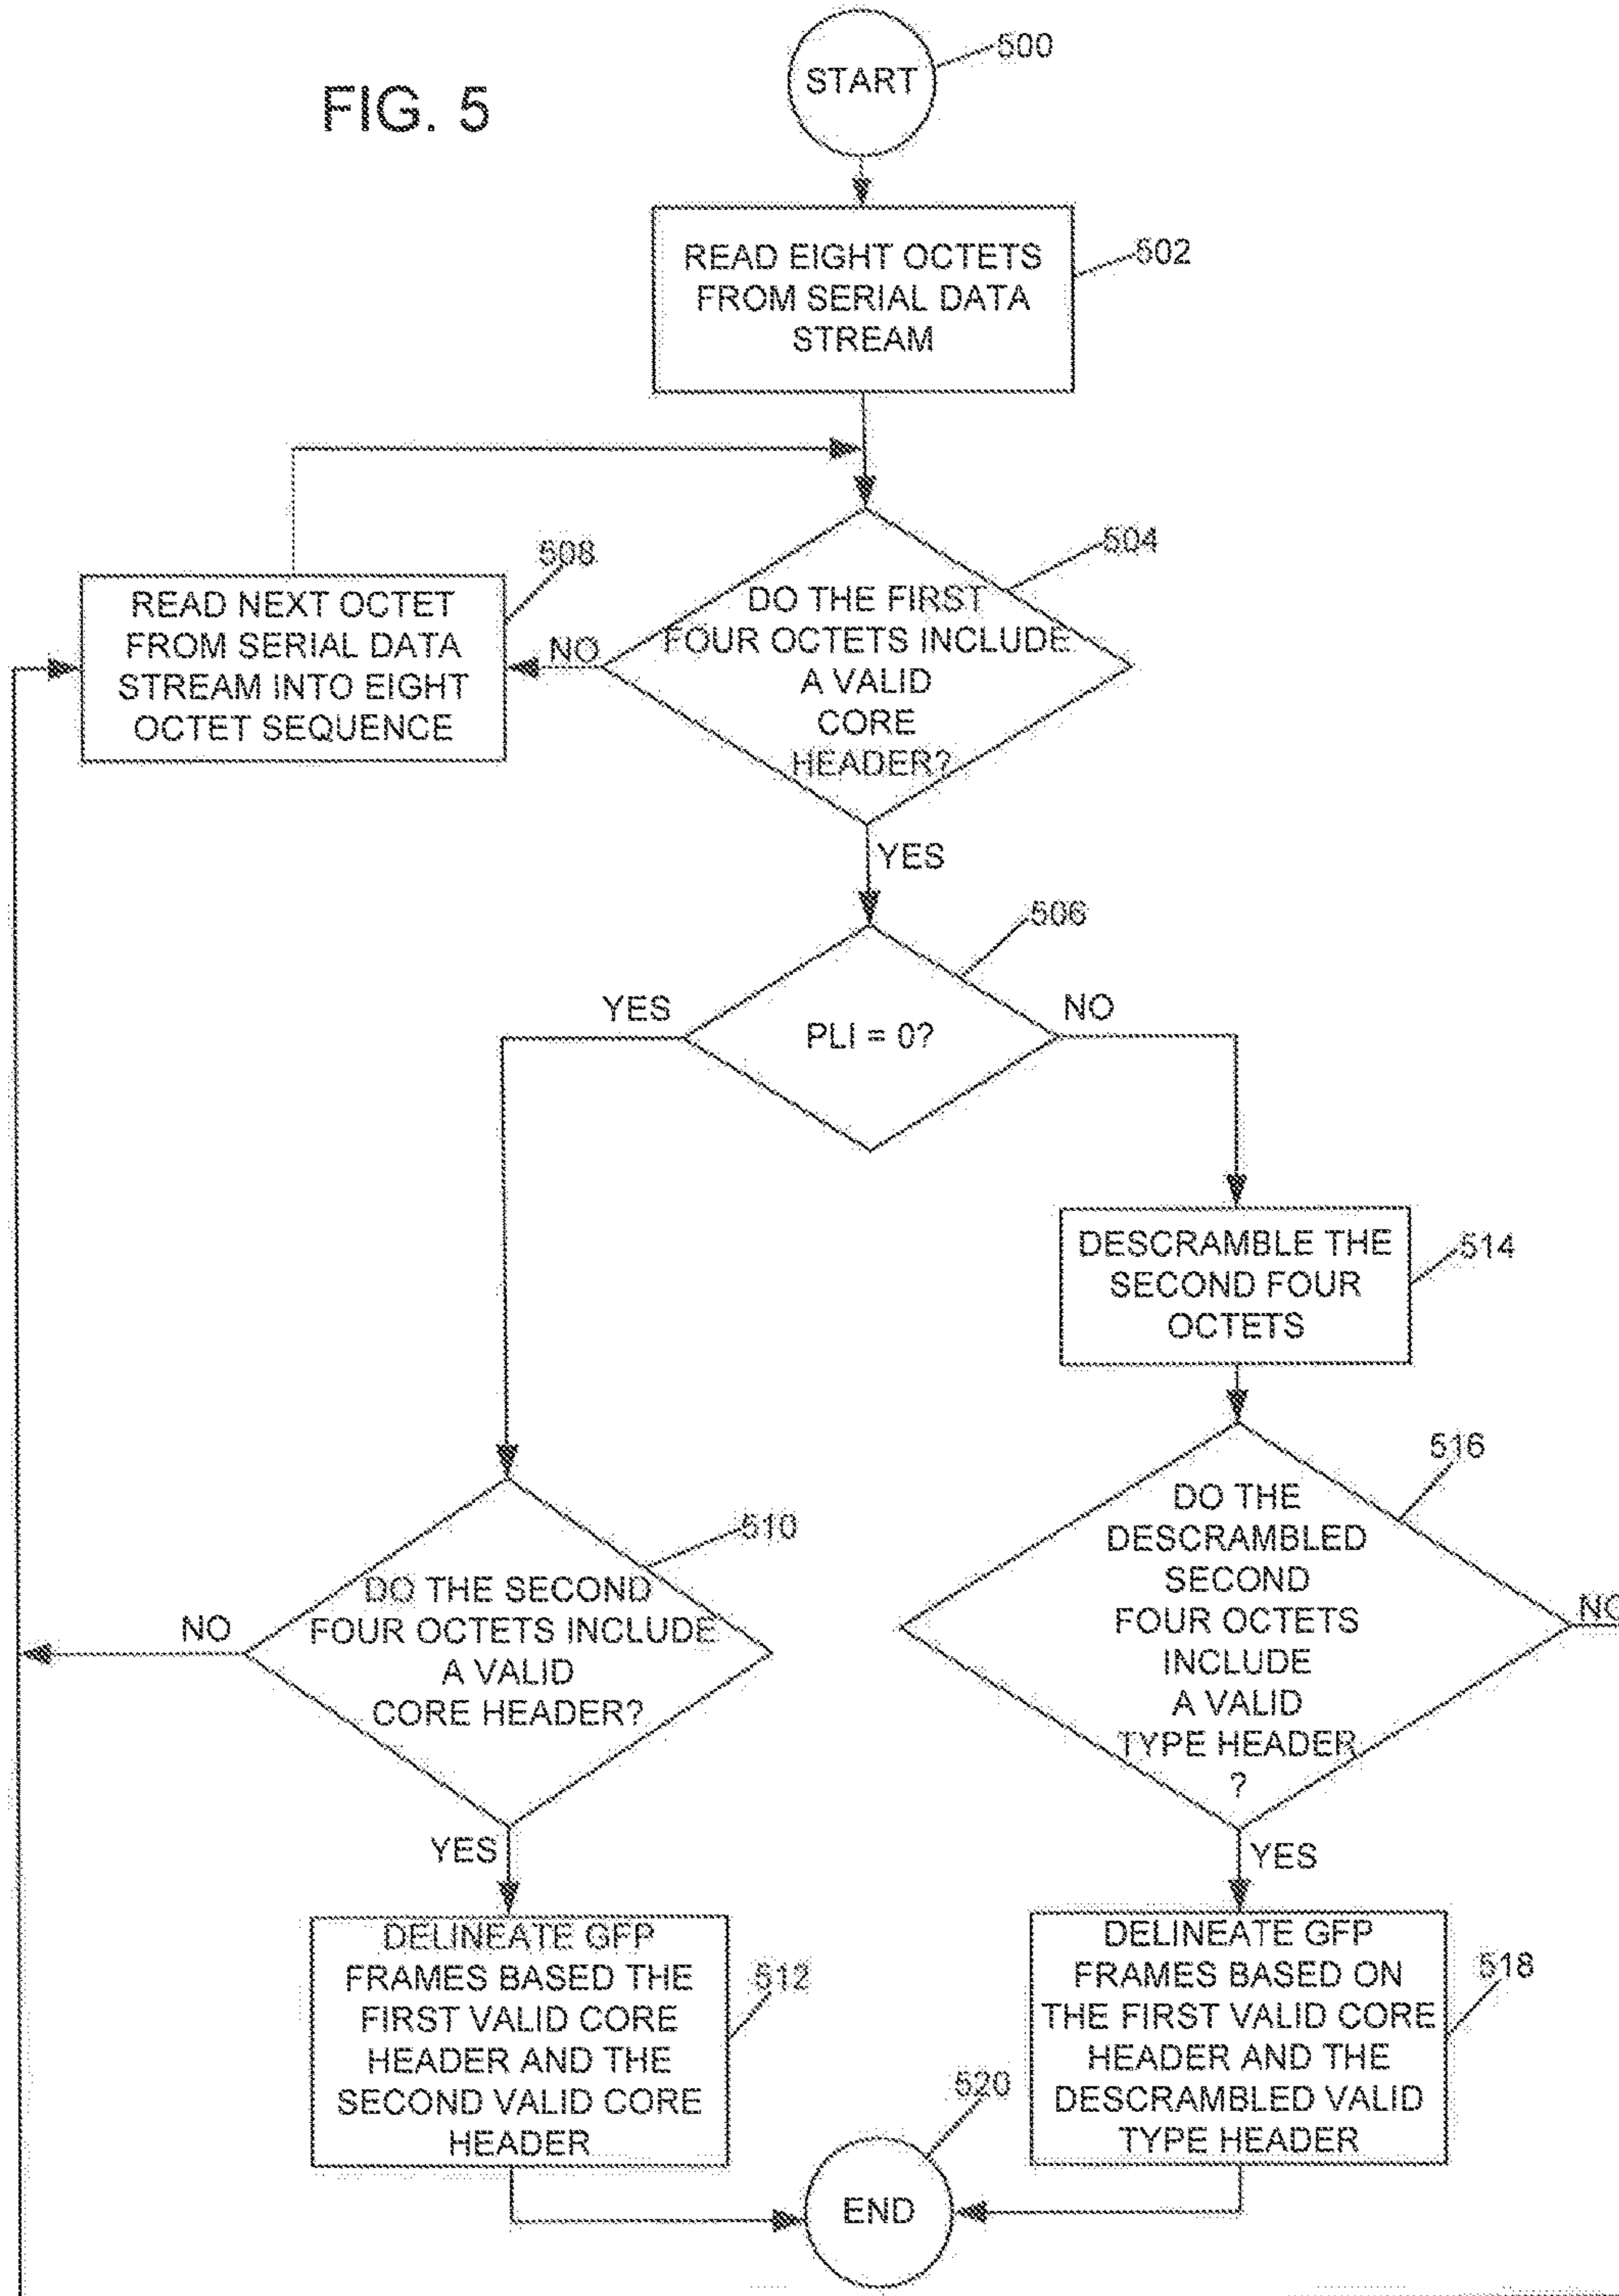 FIG. 5
START
500
READ EIGHT OCTETS
FROM SERIAL DATA
STREAM
502
504
DO THE FIRST
FOUR OCTETS INCLUDE
A VALID
CORE
HEADER?
NO
508
READ NEXT OCTET
FROM SERIAL DATA
STREAM INTO EIGHT
OCTET SEQUENCE
YES
506
PLI = 0?
YES
NO
DESCRAMBLE THE
SECOND FOUR
OCTETS
514
516
DO THE
DESCRAMBLED
SECOND
FOUR OCTETS
INCLUDE
A VALID
TYPE HEADER
?
NO
510
DO THE SECOND
FOUR OCTETS INCLUDE
A VALID
CORE HEADER?
NO
YES
YES
DELINEATE GFP
FRAMES BASED THE
FIRST VALID CORE
HEADER AND THE
SECOND VALID CORE
HEADER
512
DELINEATE GFP
FRAMES BASED ON
THE FIRST VALID CORE
HEADER AND THE
DESCRAMBLED VALID
TYPE HEADER
518
520
END